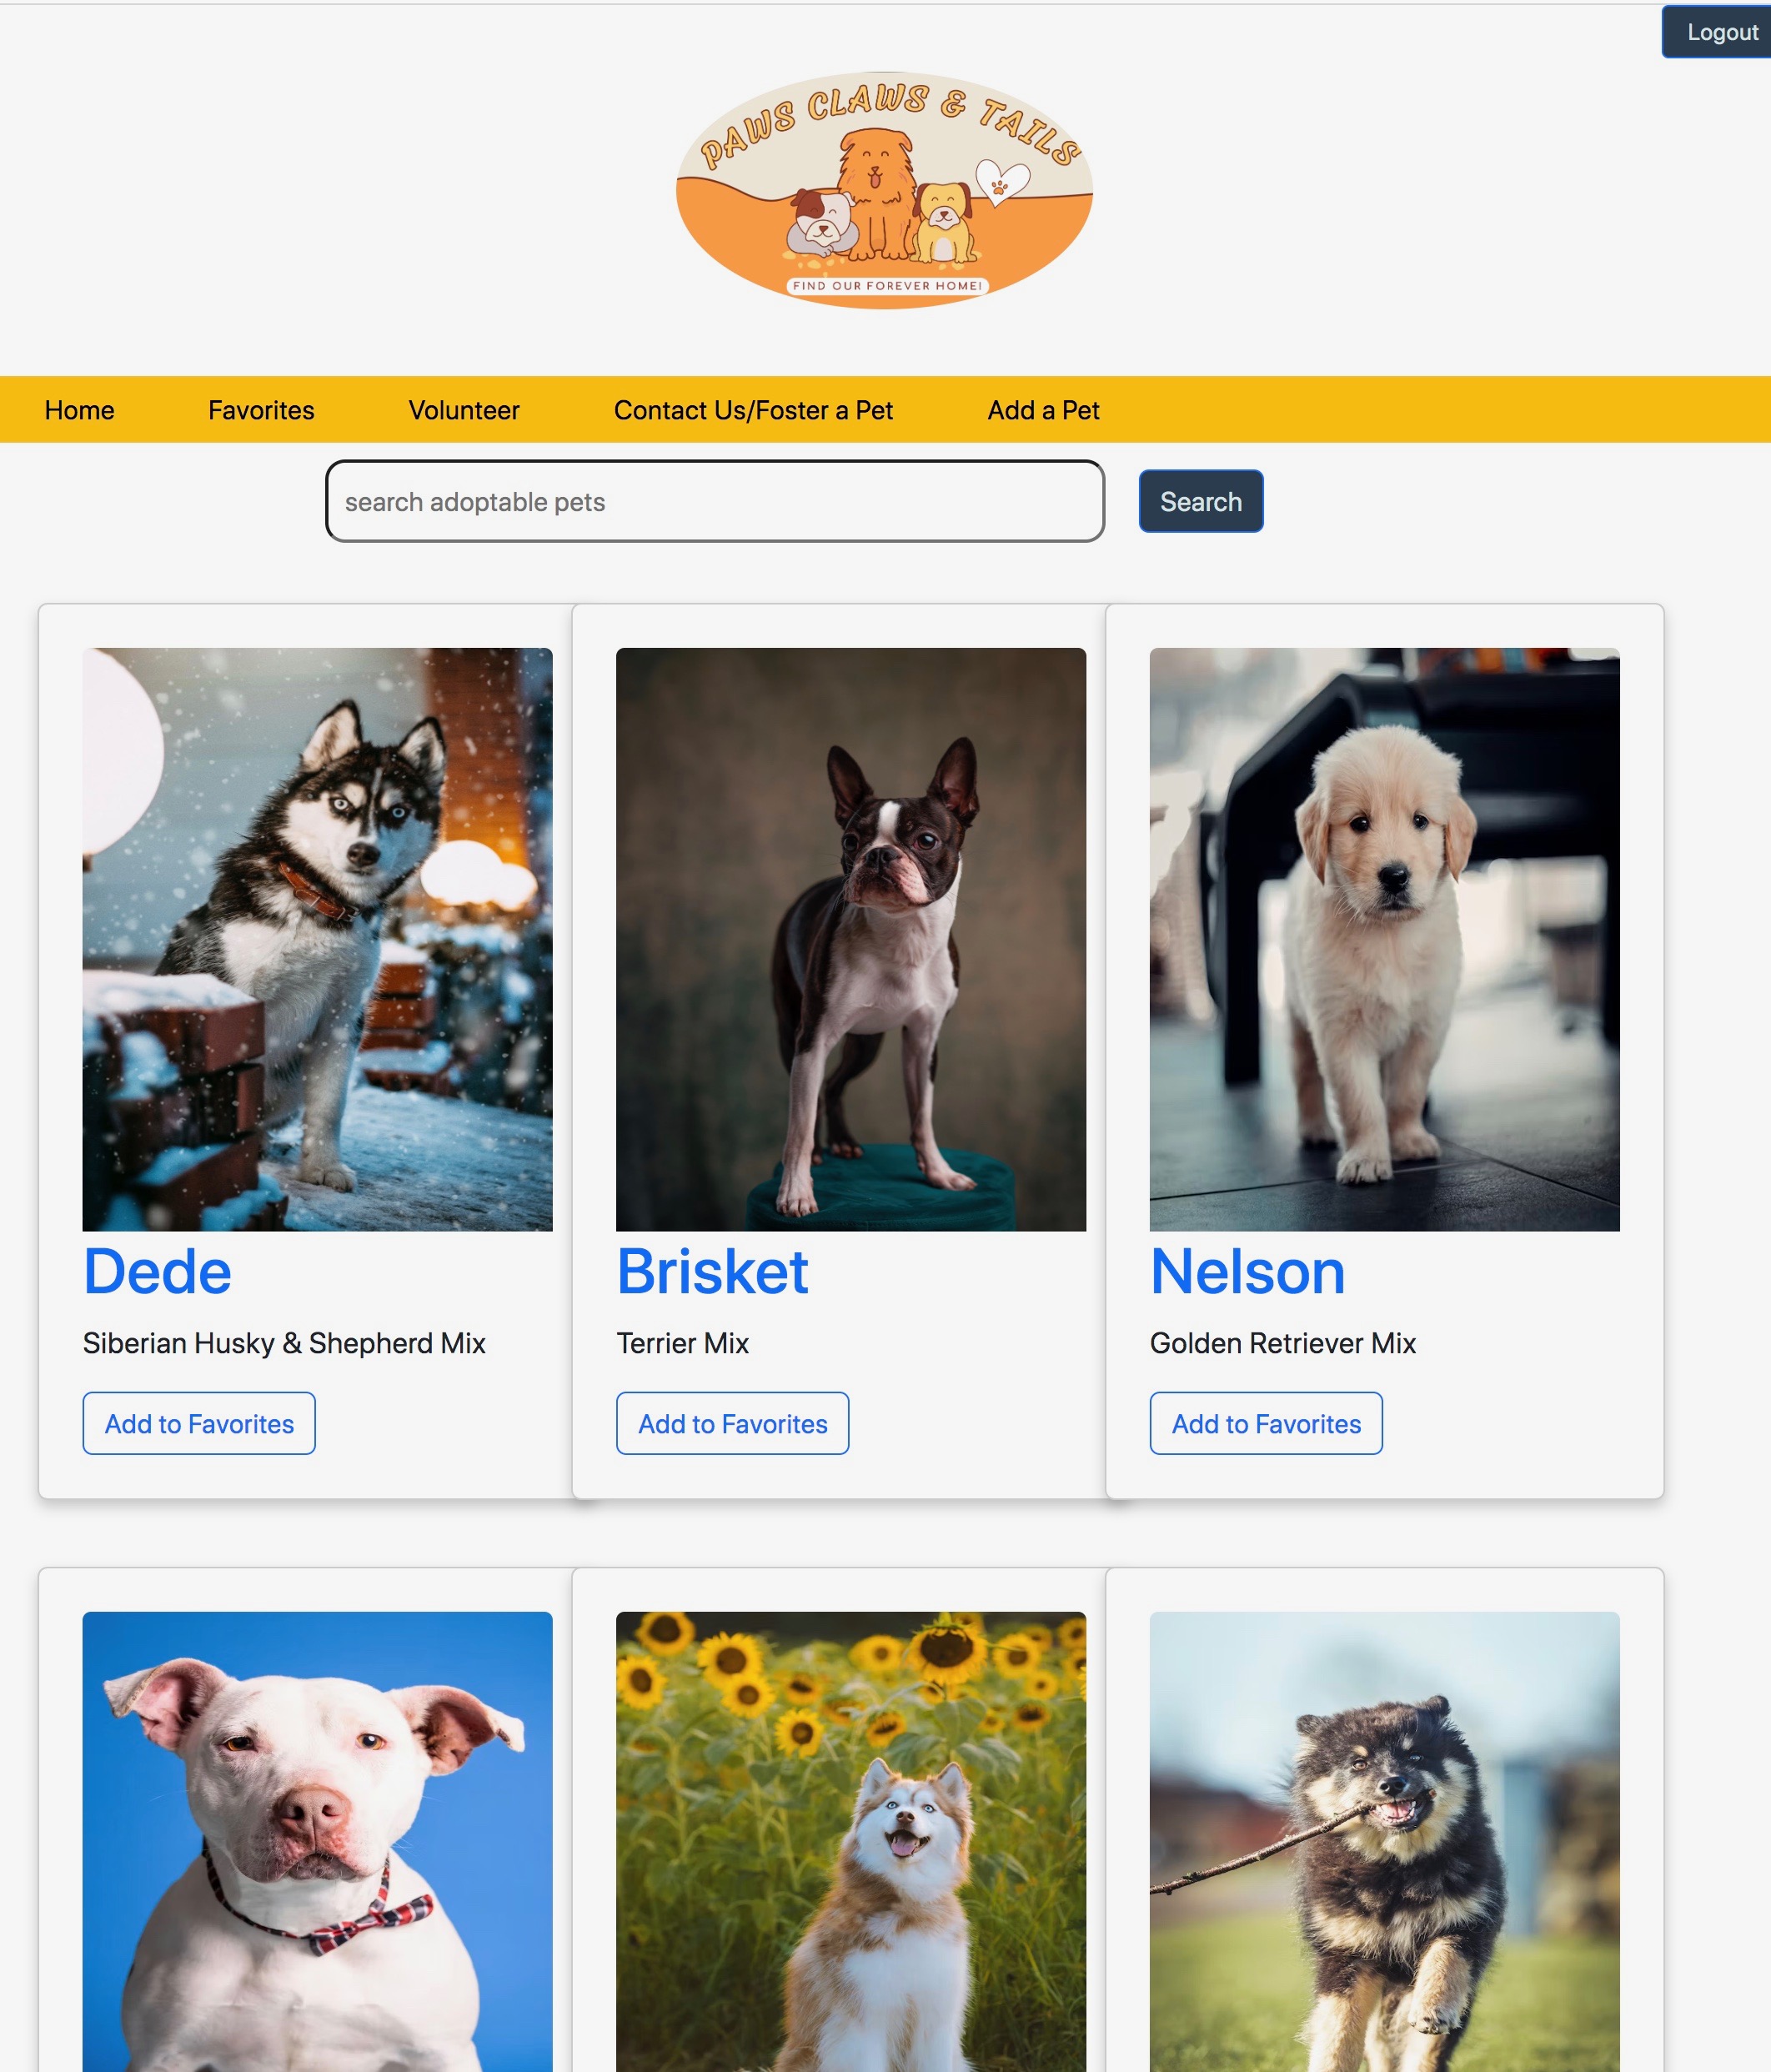 Logout
PAWS CLAWS & TAILS
FIND OUR FOREVER HOME!
Home Favorites Volunteer Contact Us/Foster a Pet Add a Pet
search adoptable pets Search
Dede Brisket Nelson
Siberian Husky & Shepherd Mix Terrier Mix Golden Retriever Mix
Add to Favorites Add to Favorites Add to Favorites